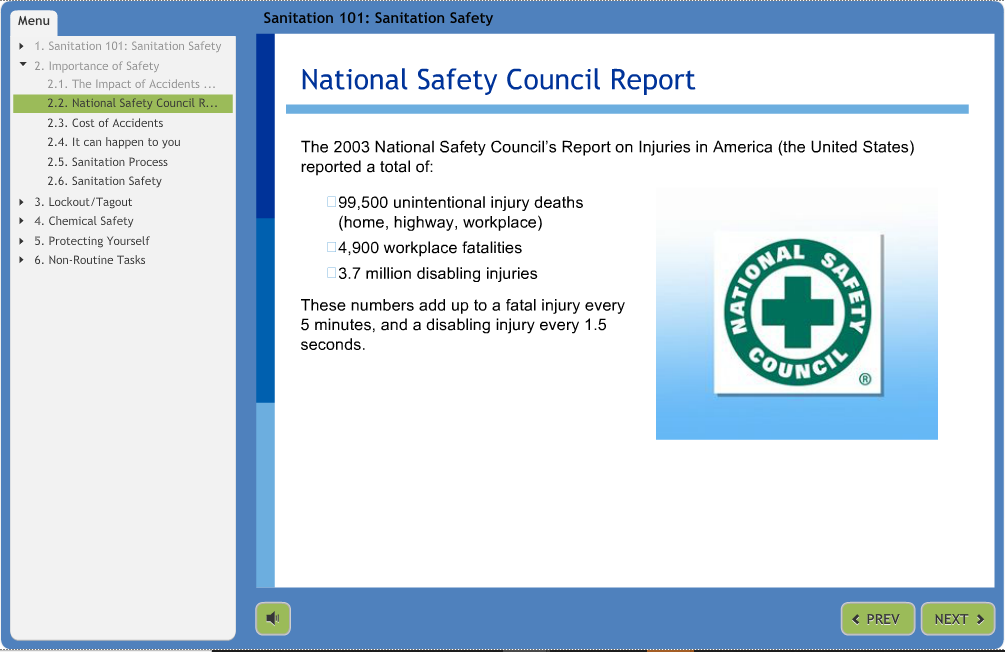 Menu
Sanitation 101: Sanitation Safety
1. Sanitation 101: Sanitation Safety
2. Importance of Safety
2.1. The Impact of Accidents ...
2.2. National Safety Council R...
2.3. Cost of Accidents
2.4. It can happen to you
2.5. Sanitation Process
2.6. Sanitation Safety
3. Lockout/Tagout
4. Chemical Safety
5. Protecting Yourself
6. Non-Routine Tasks
National Safety Council Report
The 2003 National Safety Council's Report on Injuries in America (the United States)
reported a total of:
99,500 unintentional injury deaths
(home, highway, workplace)
4,900 workplace fatalities
3.7 million disabling injuries
These numbers add up to a fatal injury every
5 minutes, and a disabling injury every 1.5
seconds.
NATIONAL SAFETY
COUNCIL
®
PREV
NEXT